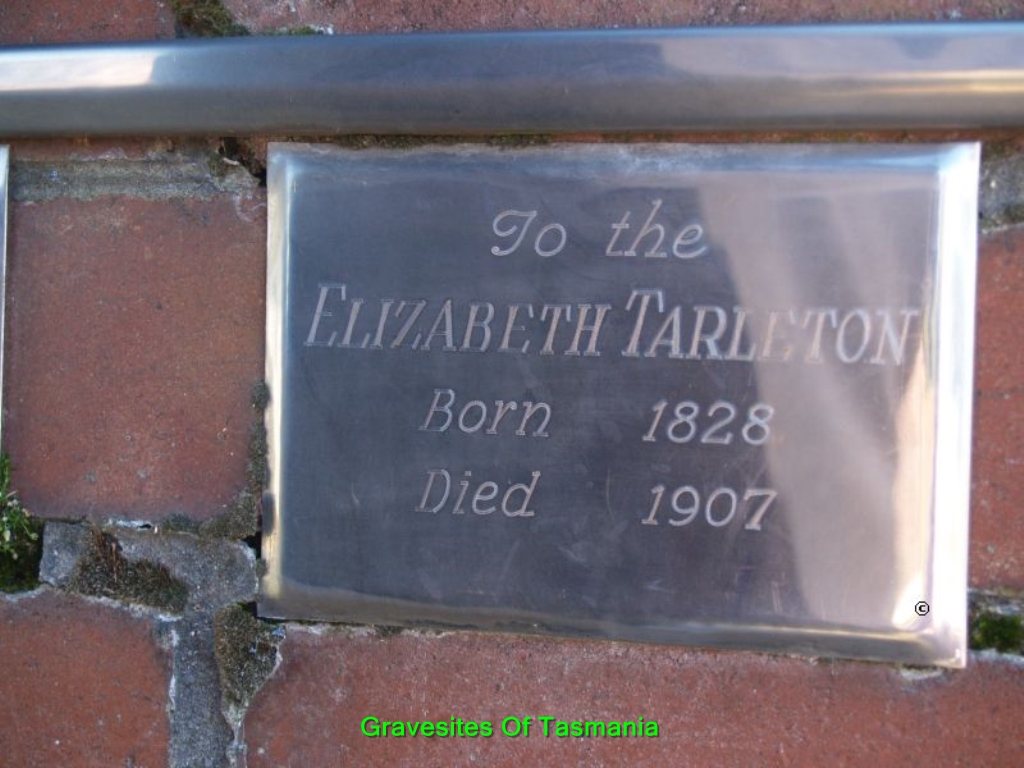 To the
ELIZABETH TARLETON
Born 1828
Died 1907
©
Gravesites Of Tasmania